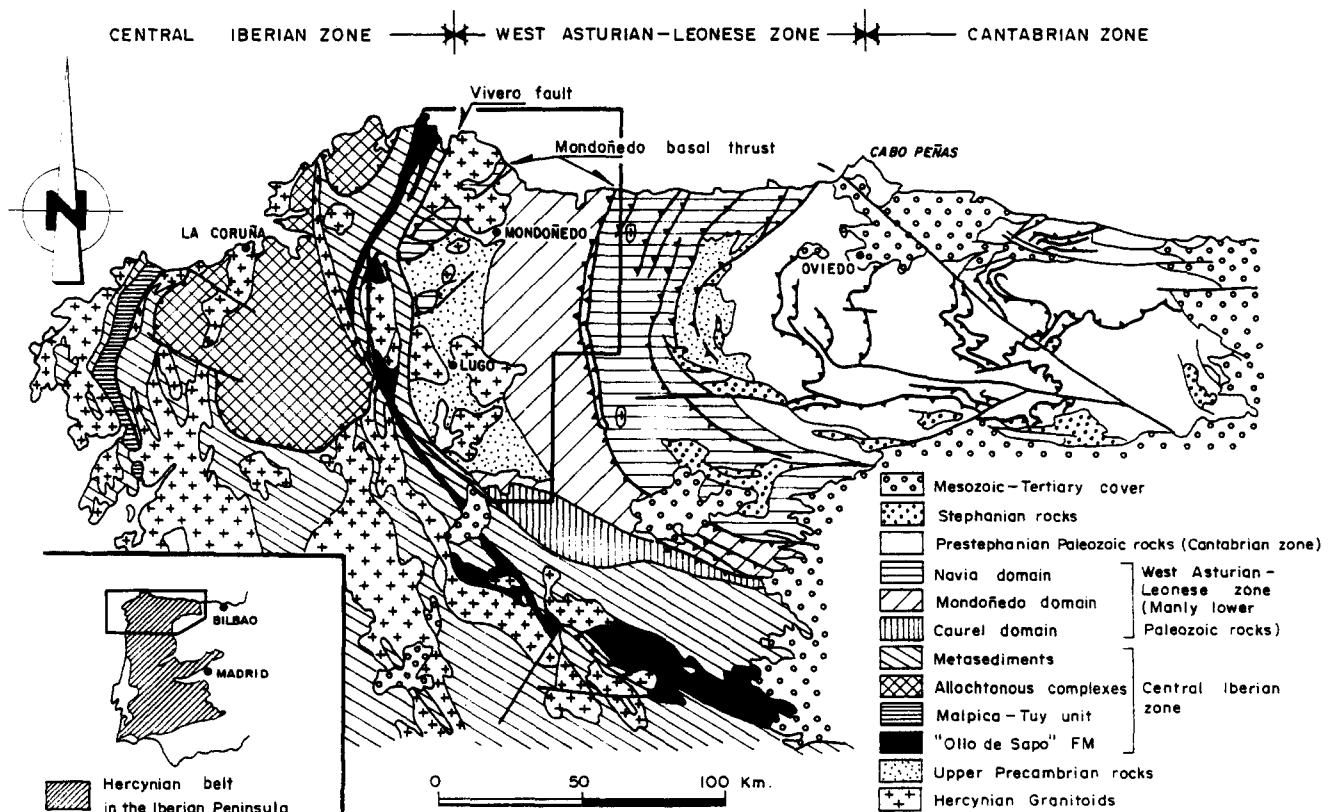 CENTRAL IBERIAN ZONE WEST ASTURIAN-LEONESE ZONE CANTABRIAN ZONE
Vivero fault
Mondoñedo basal thrust
CABO PEÑAS
N
LA CORUÑA
MONDOÑEDO
OVIEDO
LUGO
Mesozoic-Tertiary cover
Stephanian rocks
Prestephanian Paleozoic rocks (Cantabrian zone)
Navia domain
Mondoñedo domain
Caurel domain
West Asturian-
Leonese zone
(Manly lower
Paleozoic rocks)
Metasediments
Allochtonous complexes
Malpica-Tuy unit
"Ollo de Sapo" FM
Central Iberian
zone
Upper Precambrian rocks
Hercynian Granitoids
BILBAO
MADRID
Hercynian belt
in the Iberian Peninsula
0 50 100 Km.